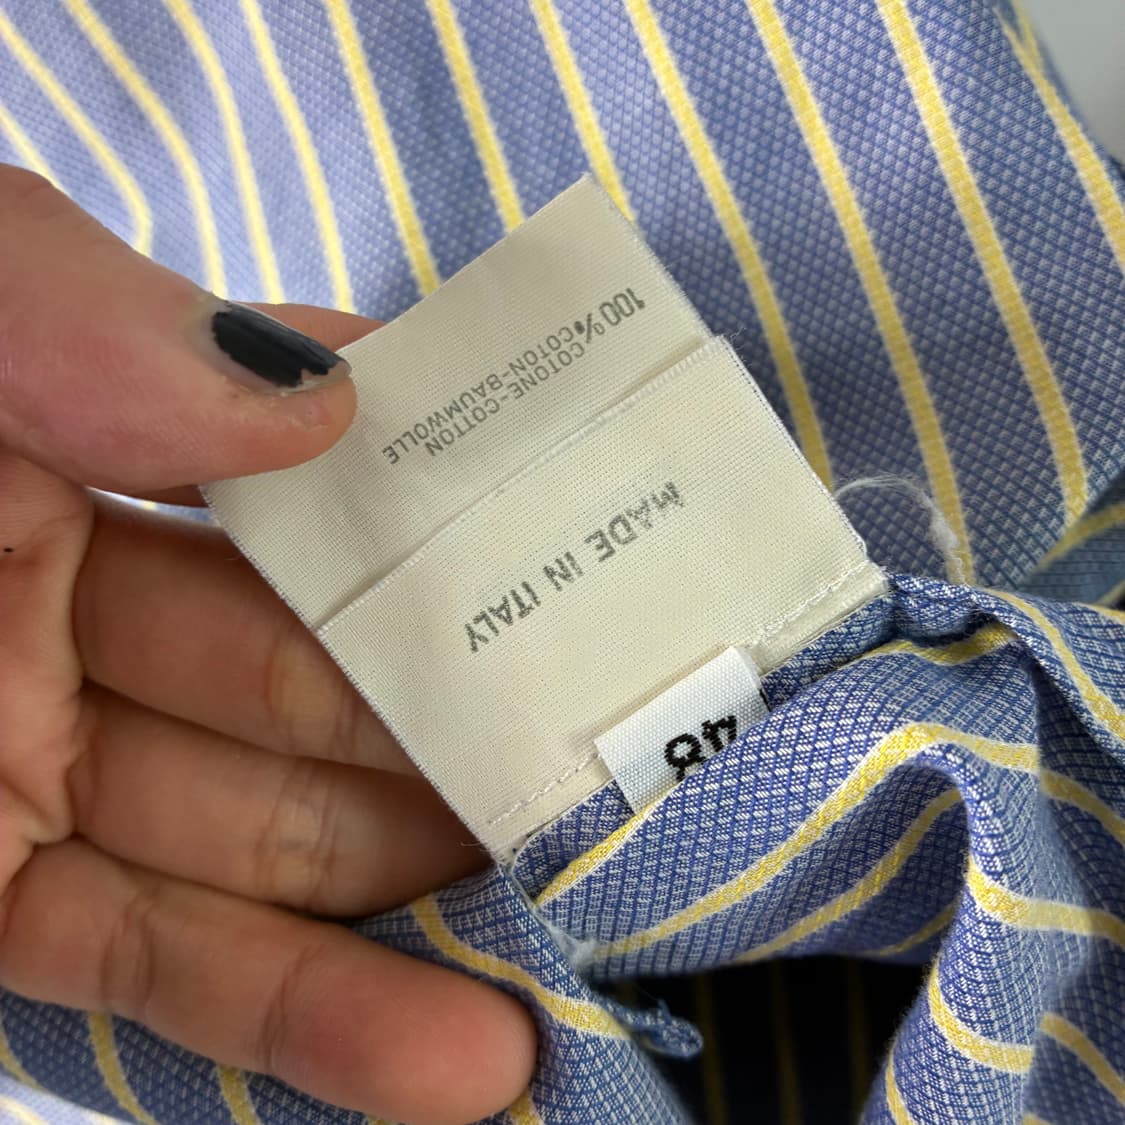 100%
COTONE-COTTON
COTON-BAUMWOLLE
MADE IN ITALY
48